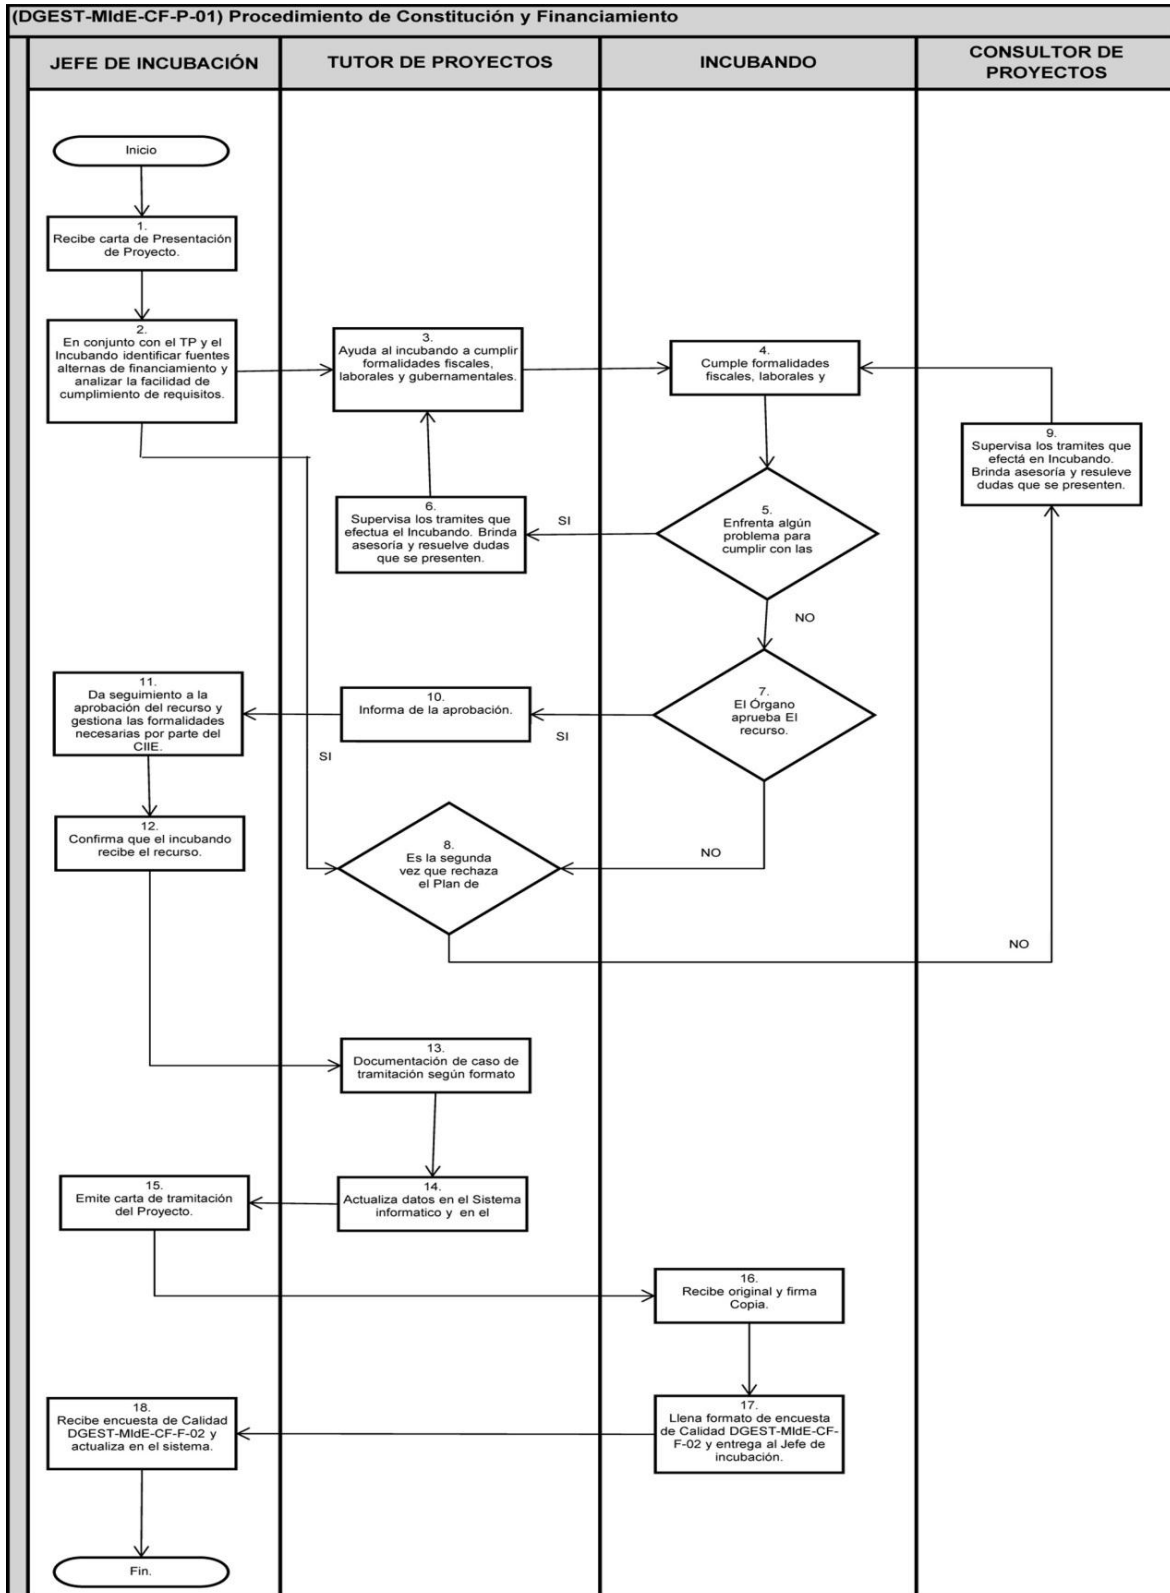 (DGEST-MIdE-CF-P-01) Procedimiento de Constitución y Financiamiento
JEFE DE INCUBACIÓN
TUTOR DE PROYECTOS
INCUBANDO
CONSULTOR DE
PROYECTOS
Inicio
1.
Recibe carta de Presentación
de Proyecto.
2.
En conjunto con el TP y el
Incubando identificar fuentes
alternas de financiamiento y
analizar la facilidad de
cumplimiento de requisitos.
3.
Ayuda al incubando a cumplir
formalidades fiscales,
laborales y gubernamentales.
4.
Cumple formalidades
fiscales, laborales y
5.
Enfrenta algún
problema para
cumplir con las
SI
6.
Supervisa los tramites que
efectua el Incubando. Brinda
asesoría y resuelve dudas
que se presenten.
NO
7.
El Órgano
aprueba El
recurso.
SI
NO
8.
Es la segunda
vez que rechaza
el Plan de
SI
NO
9.
Supervisa los tramites que
efectá en Incubando.
Brinda asesoría y resuleve
dudas que se presenten.
10.
Informa de la aprobación.
11.
Da seguimiento a la
aprobación del recurso y
gestiona las formalidades
necesarias por parte del
CIIE.
12.
Confirma que el incubando
recibe el recurso.
13.
Documentación de caso de
tramitación según formato
14.
Actualiza datos en el Sistema
informatico y en el
15.
Emite carta de tramitación
del Proyecto.
16.
Recibe original y firma
Copia.
17.
Llena formato de encuesta
de Calidad DGEST-MIdE-CF-
F-02 y entrega al Jefe de
incubación.
18.
Recibe encuesta de Calidad
DGEST-MIdE-CF-F-02 y
actualiza en el sistema.
Fin.